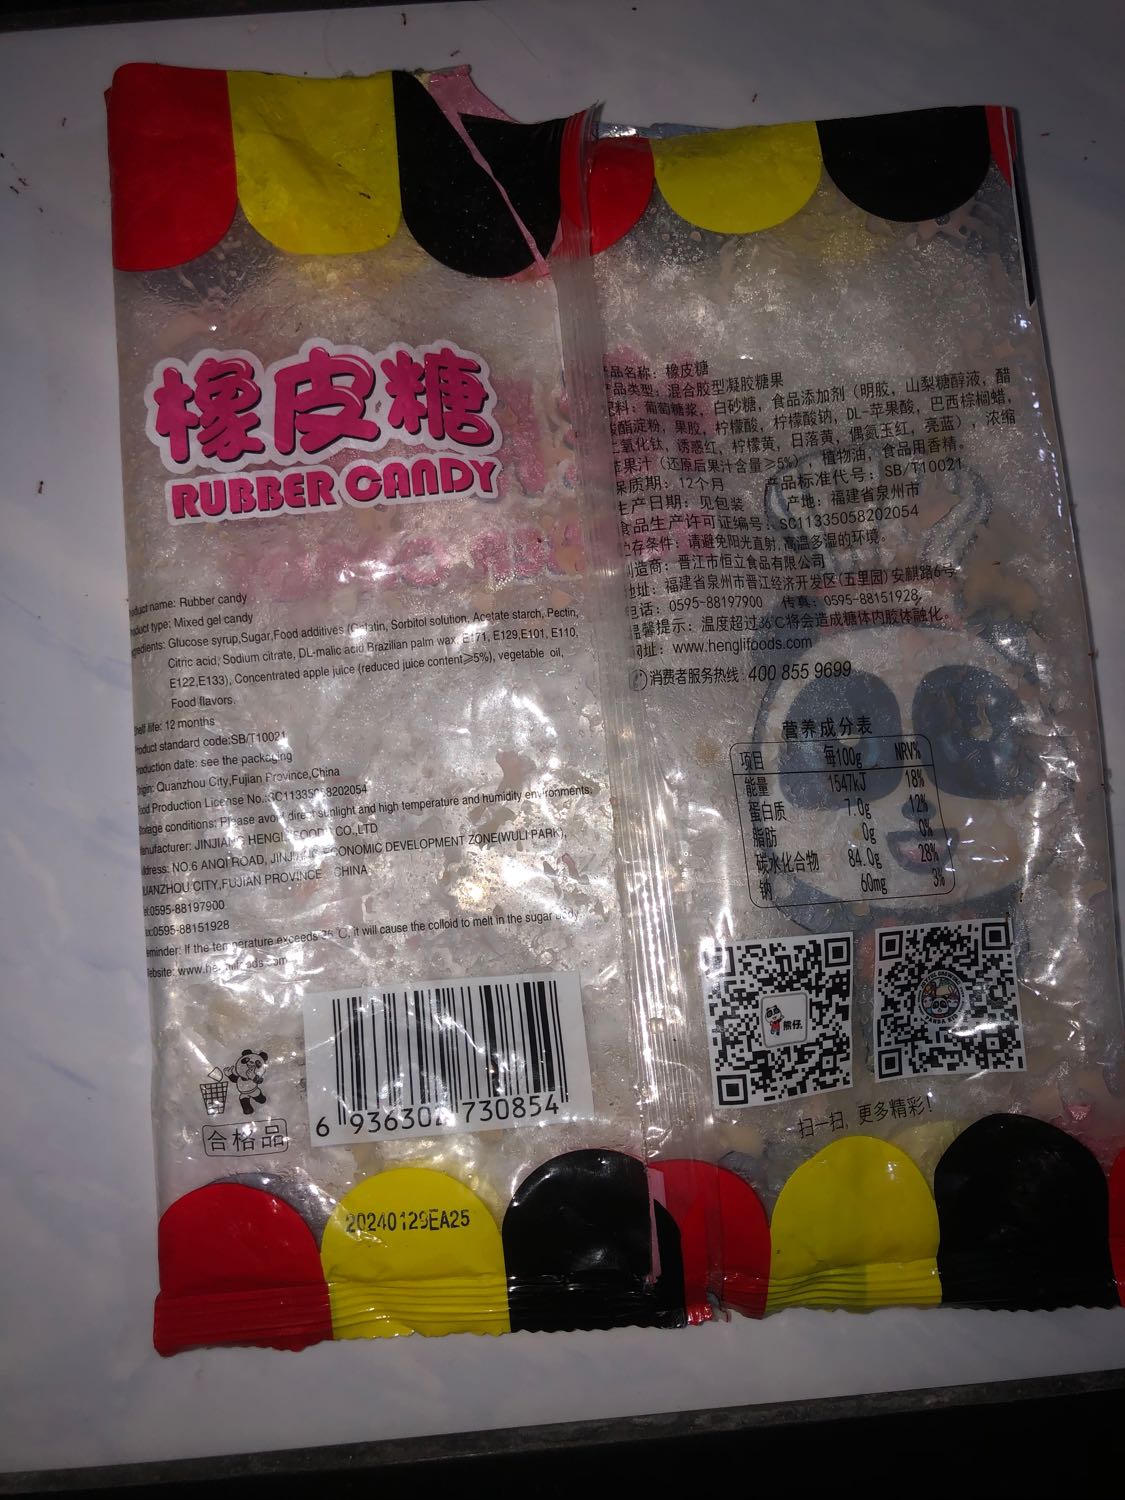 橡皮糖
RUBBER CANDY
product name: Rubber candy
product type: Mixed gel candy
Glucose syrup,Sugar,Food additives (Gelatin, Sorbitol solution, Acetate starch, Pectin,
Citric acid, Sodium citrate, DL-malic acid Brazilian palm wax, E171, E129,E101, E110,
E122,E133), Concentrated apple juice (reduced juice content≥5%), vegetable oil,
Food flavors.
life: 12 months
standard code:SB/T10021
date: see the packaging
Quanzhou City,Fujian Province,China
Production License No.:SC11335058202054
conditions: Please avoid direct sunlight and high temperature and humidity environments.
JINJIANG HENGLI FOODS CO.,LTD
NO.6 ANQI ROAD, JINJIANG ECONOMIC DEVELOPMENT ZONE(WULI PARK),
QUANZHOU CITY,FUJIAN PROVINCE CHINA
0595-88197900
0595-88151928
If the temperature exceeds 36℃, it will cause the colloid to melt in the sugar body
www.henglifoods.com
合格品
6 936302 730854
20240129EA25
品名称: 橡皮糖
品类型: 混合胶型凝胶糖果
料: 葡萄糖浆, 白砂糖, 食品添加剂 (明胶, 山梨糖醇液, 醋
酸酯淀粉, 果胶, 柠檬酸, 柠檬酸钠, DL-苹果酸, 巴西棕榈蜡,
二氧化钛, 诱惑红, 柠檬黄, 日落黄, 偶氮玉红, 亮蓝), 浓缩
苹果汁 (还原后果汁含量≥5%), 植物油, 食品用香精。
保质期: 12个月 产品标准代号: SB/T10021
生产日期: 见包装 产地: 福建省泉州市
食品生产许可证编号: SC11335058202054
贮存条件: 请避免阳光直射,高温多湿的环境。
制造商: 晋江市恒立食品有限公司
地址: 福建省泉州市晋江经济开发区(五里园)安麒路6号
电话: 0595-88197900 传真: 0595-88151928
温馨提示: 温度超过36℃将会造成糖体内胶体融化。
网址: www.henglifoods.com
消费者服务热线: 400 855 9699
营养成分表
项目 每100g NRV%
能量 1547kJ 18%
蛋白质 7.0g 12%
脂肪 0g 0%
碳水化合物 84.0g 28%
钠 60mg 3%
熊仔
扫一扫, 更多精彩!